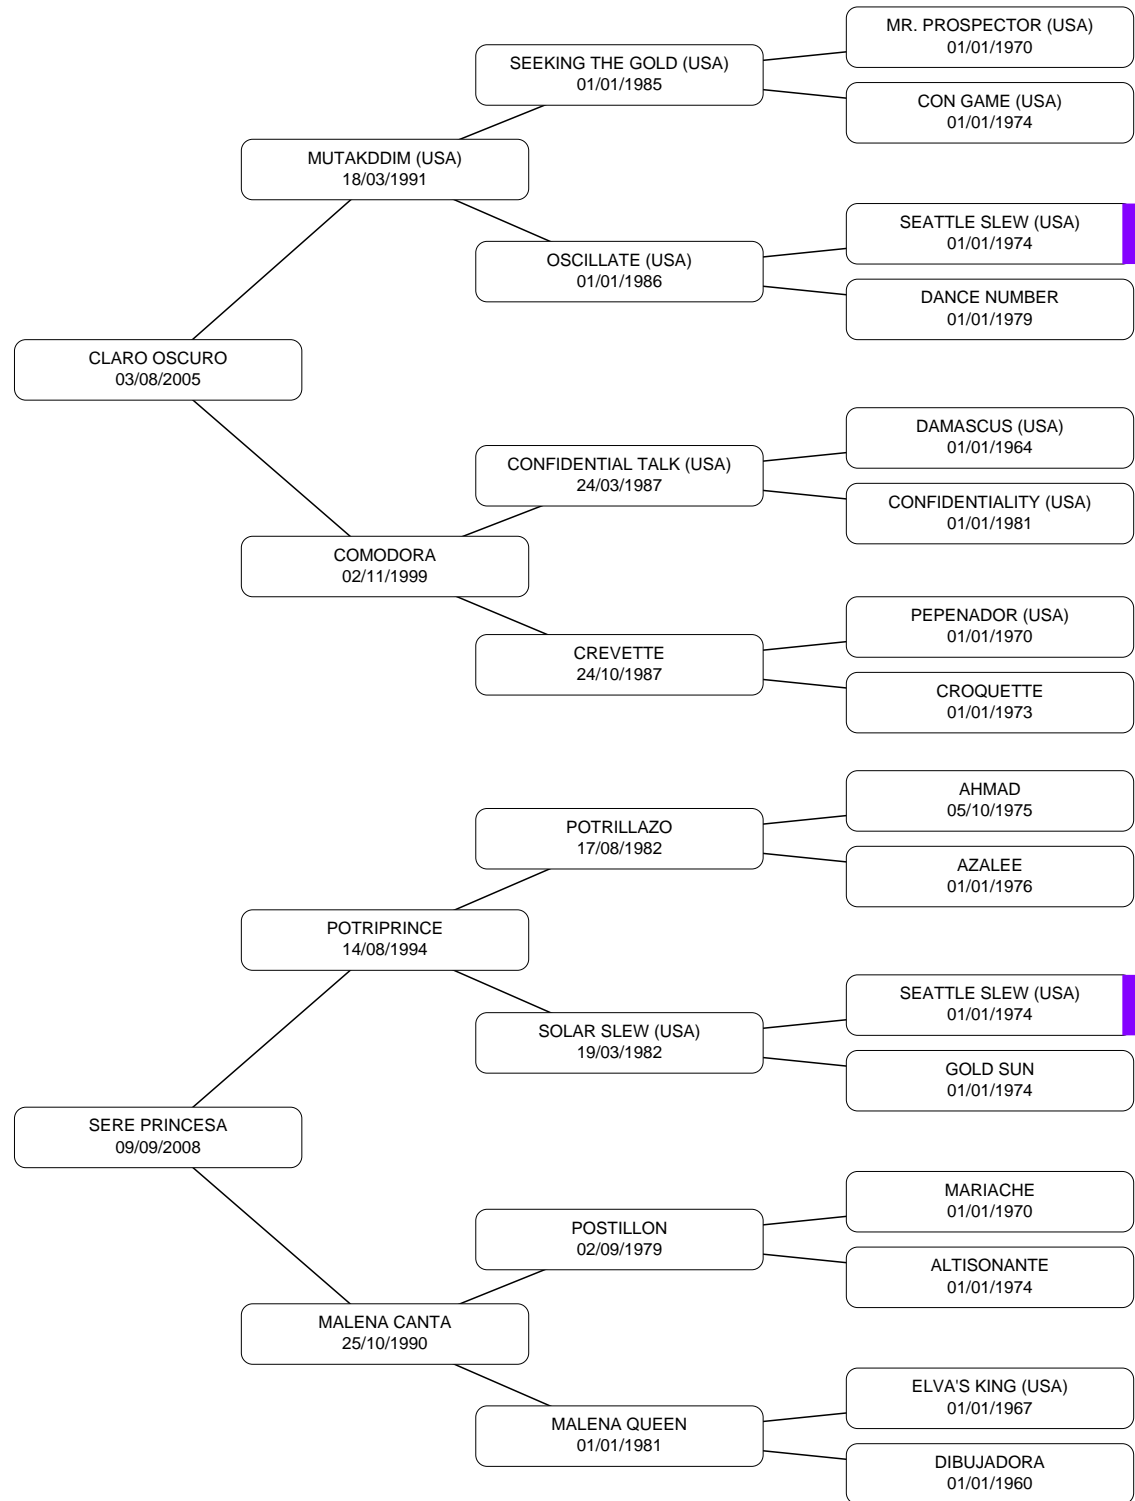 MR. PROSPECTOR (USA)
01/01/1970
SEEKING THE GOLD (USA)
01/01/1985
CON GAME (USA)
01/01/1974
MUTAKDDIM (USA)
18/03/1991
SEATTLE SLEW (USA)
01/01/1974
OSCILLATE (USA)
01/01/1986
DANCE NUMBER
01/01/1979
CLARO OSCURO
03/08/2005
DAMASCUS (USA)
01/01/1964
CONFIDENTIAL TALK (USA)
24/03/1987
CONFIDENTIALITY (USA)
01/01/1981
COMODORA
02/11/1999
PEPENADOR (USA)
01/01/1970
CREVETTE
24/10/1987
CROQUETTE
01/01/1973
AHMAD
05/10/1975
POTRILLAZO
17/08/1982
AZALEE
01/01/1976
POTRIPRINCE
14/08/1994
SEATTLE SLEW (USA)
01/01/1974
SOLAR SLEW (USA)
19/03/1982
GOLD SUN
01/01/1974
SERE PRINCESA
09/09/2008
MARIACHE
01/01/1970
POSTILLON
02/09/1979
ALTISONANTE
01/01/1974
MALENA CANTA
25/10/1990
ELVA'S KING (USA)
01/01/1967
MALENA QUEEN
01/01/1981
DIBUJADORA
01/01/1960